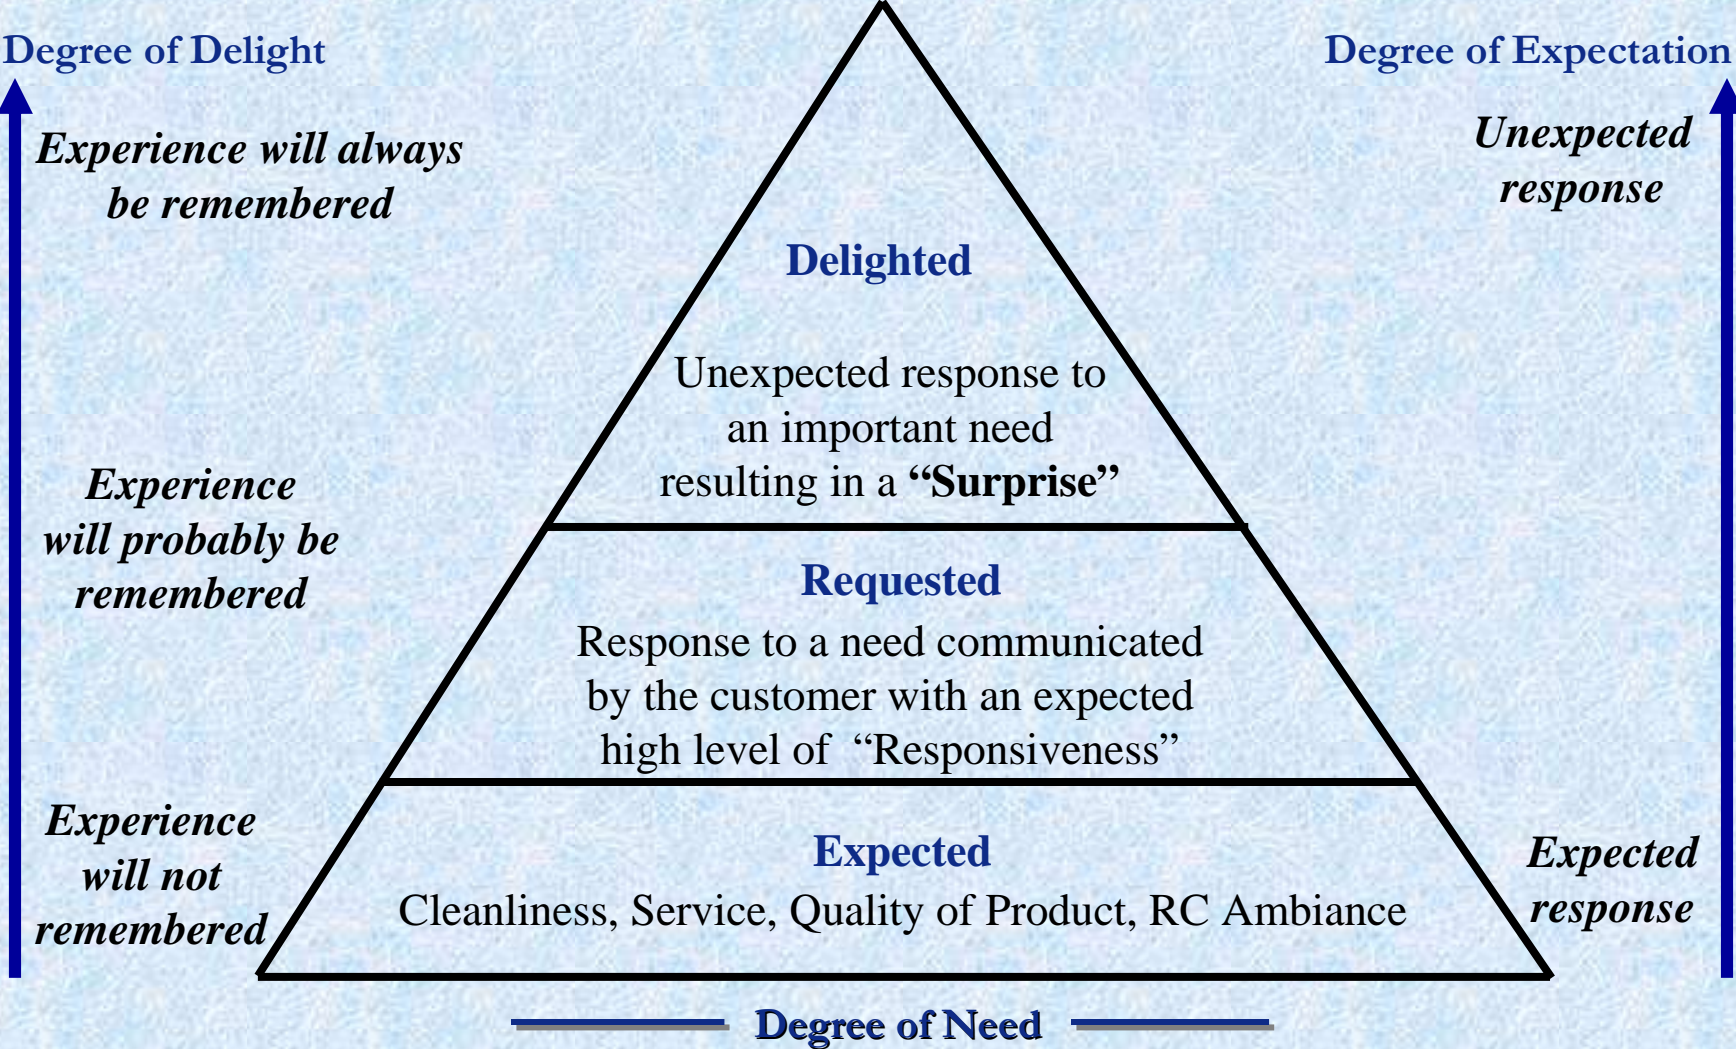 Degree of Delight
Degree of Expectation
Experience will always
be remembered
Unexpected
response
Delighted
Unexpected response to
an important need
resulting in a “Surprise”
Experience
will probably be
remembered
Requested
Response to a need communicated
by the customer with an expected
high level of “Responsiveness”
Experience
will not
remembered
Expected
Cleanliness, Service, Quality of Product, RC Ambiance
Expected
response
Degree of Need